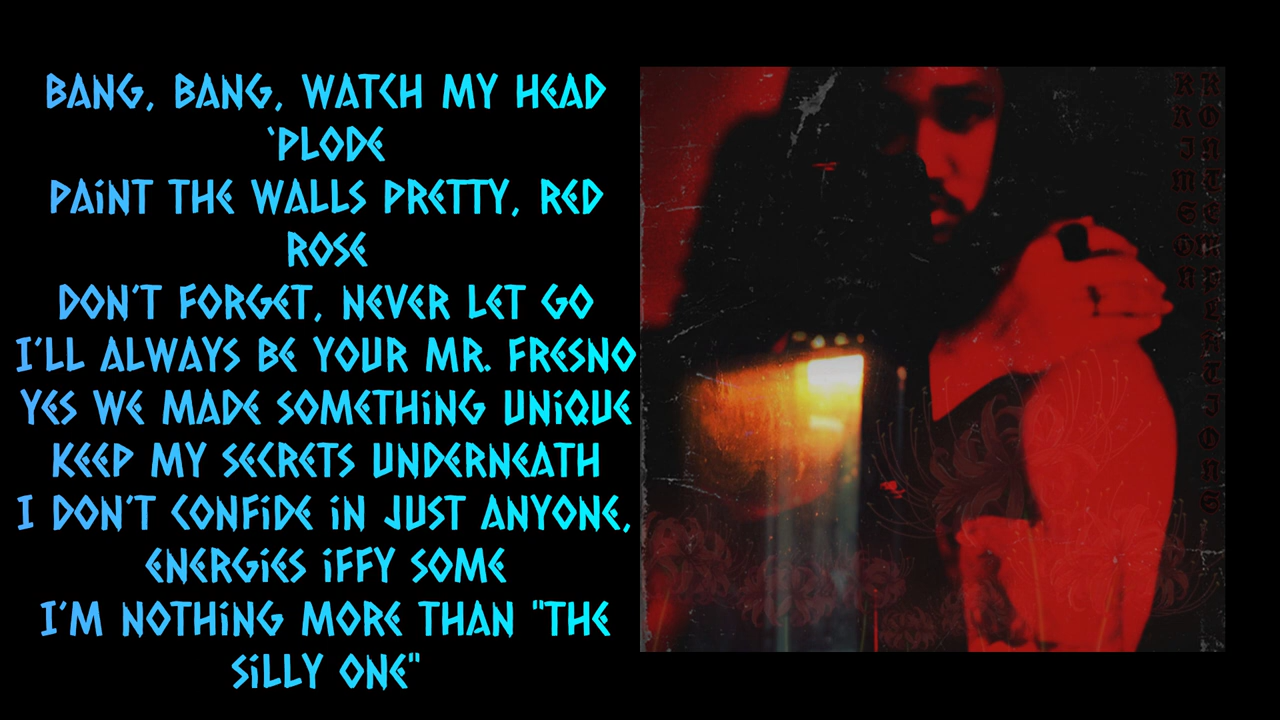 BANG, BANG, WATCH MY HEAD
'PLODE
PAINT THE WALLS PRETTY, RED
ROSE
DON'T FORGET, NEVER LET GO
I'LL ALWAYS BE YOUR MR. FRESNO
YES WE MADE SOMETHING UNIQUE
KEEP MY SECRETS UNDERNEATH
I DON'T CONFIDE IN JUST ANYONE,
ENERGIES IFFY SOME
I'M NOTHING MORE THAN "THE
SILLY ONE"
KRIMSON
KONTEMPLATIONS